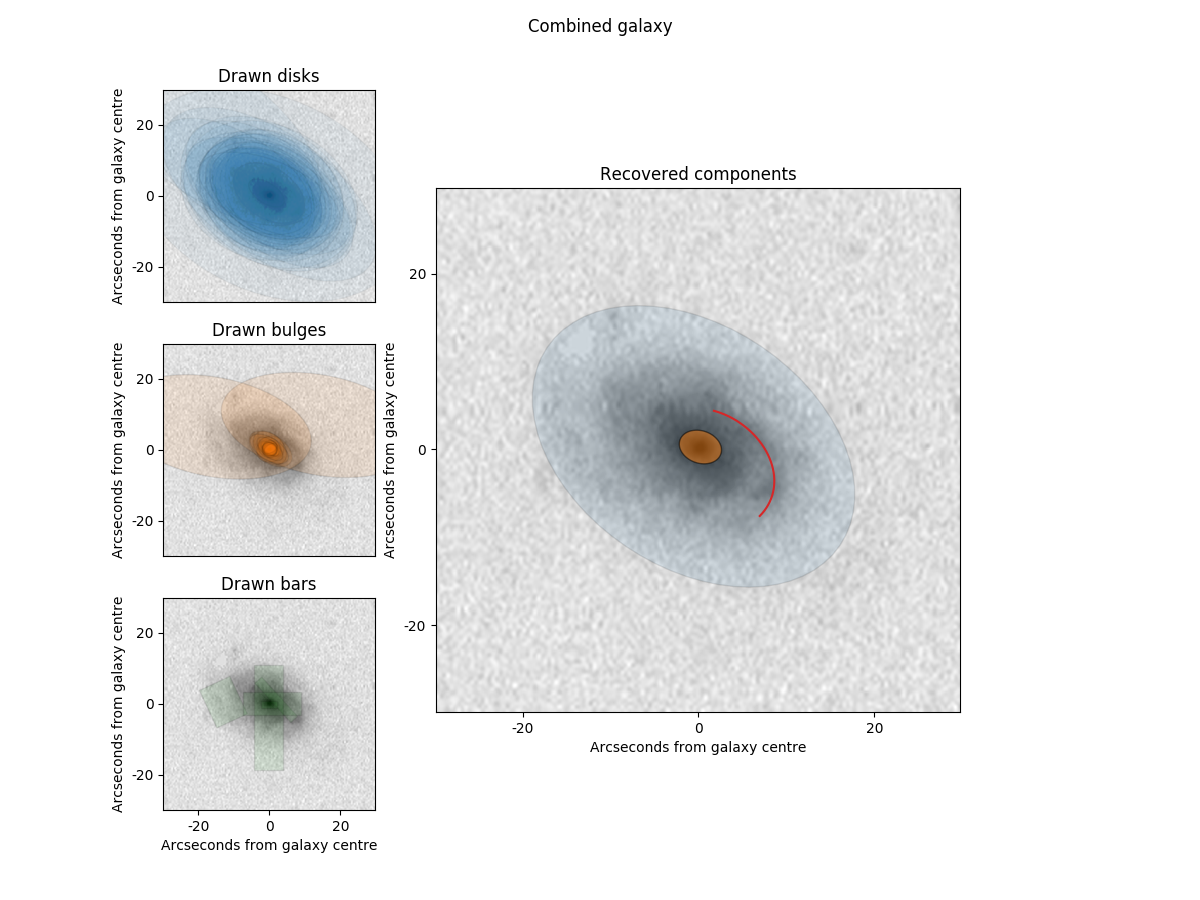 Combined galaxy
Drawn disks
Arcseconds from galaxy centre
20
0
-20
Drawn bulges
Arcseconds from galaxy centre
20
0
-20
Drawn bars
Arcseconds from galaxy centre
20
0
-20
-20 0 20
Arcseconds from galaxy centre
Recovered components
Arcseconds from galaxy centre
20
0
-20
-20 0 20
Arcseconds from galaxy centre